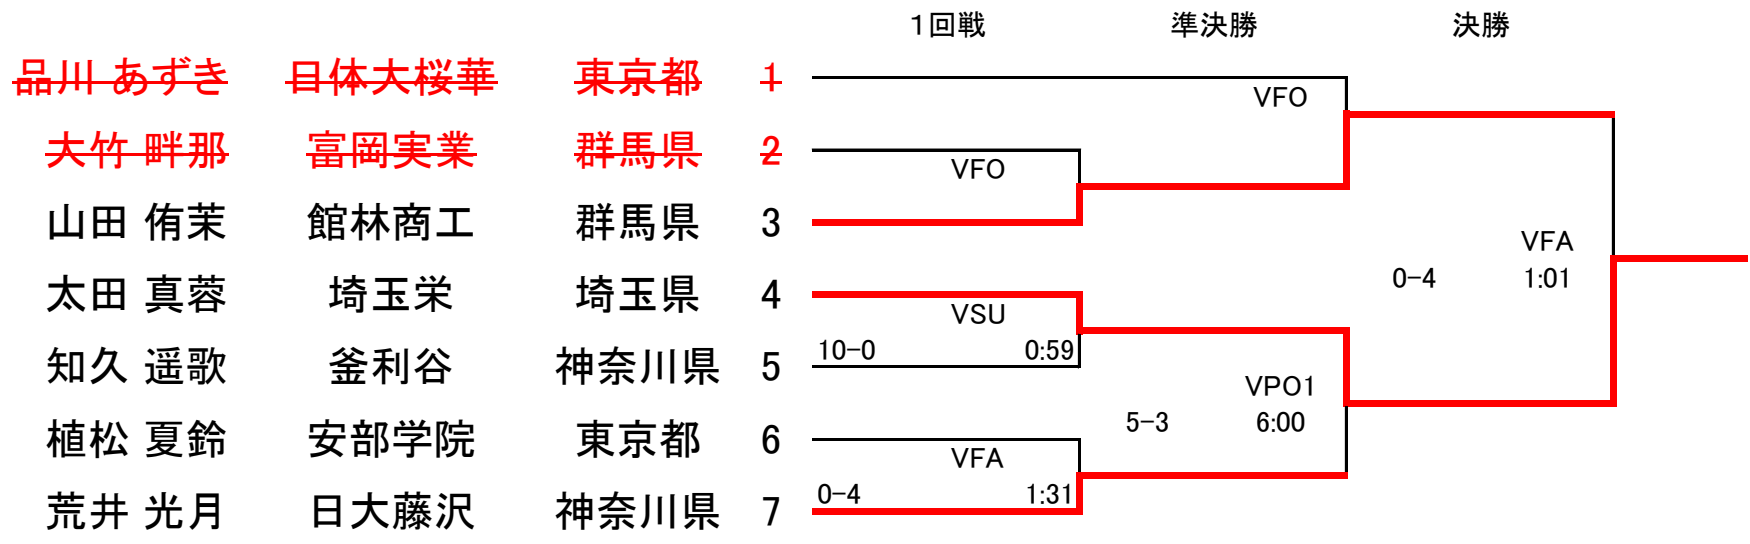 1回戦 準決勝 決勝
品川 あずき 日体大桜華 東京都 1
VFO
大竹 畔那 富岡実業 群馬県 2
VFO
山田 侑茉 館林商工 群馬県 3
VFA
0-4 1:01
太田 真蓉 埼玉栄 埼玉県 4
VSU
10-0 0:59
知久 遥歌 釜利谷 神奈川県 5
VPO1
5-3 6:00
植松 夏鈴 安部学院 東京都 6
VFA
0-4 1:31
荒井 光月 日大藤沢 神奈川県 7